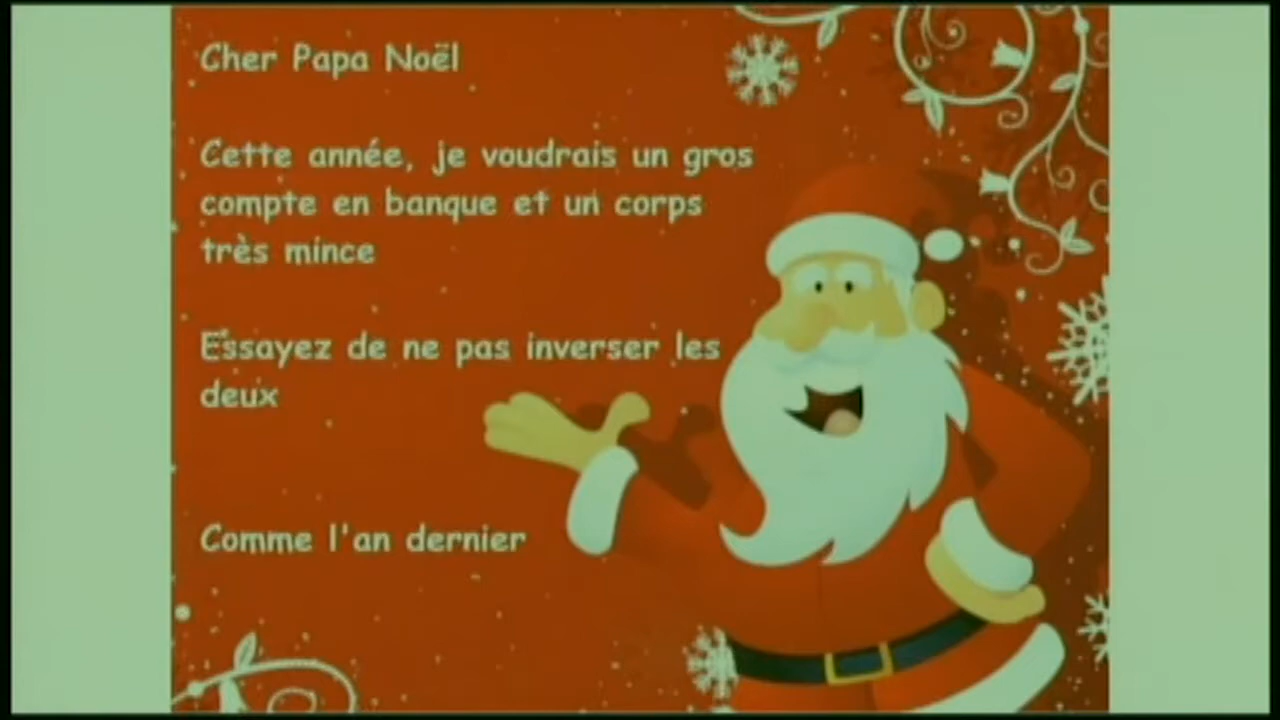 Cher Papa Noël
Cette année, je voudrais un gros
compte en banque et un corps
très mince
Essayez de ne pas inverser les
deux
Comme l'an dernier